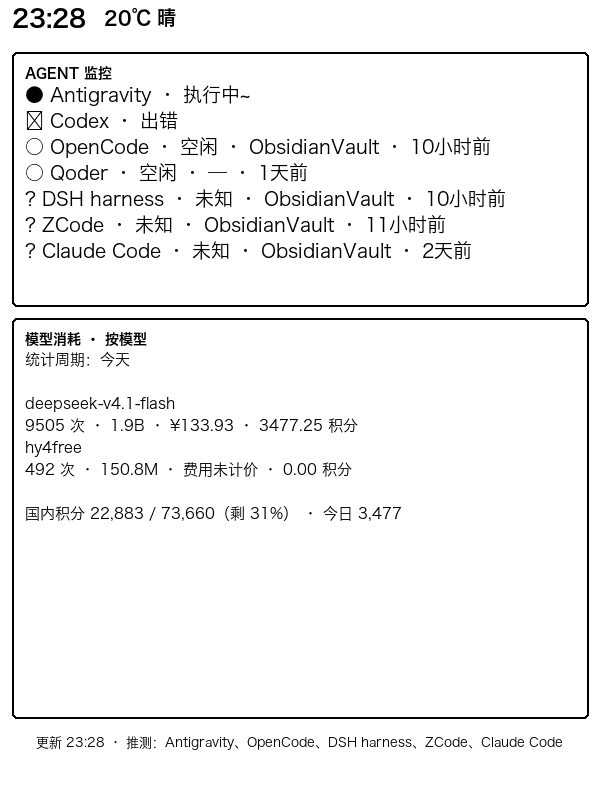 23:28 20℃ 晴
AGENT 监控
● Antigravity · 执行中~
☒ Codex · 出错
○ OpenCode · 空闲 · ObsidianVault · 10小时前
○ Qoder · 空闲 · — · 1天前
? DSH harness · 未知 · ObsidianVault · 10小时前
? ZCode · 未知 · ObsidianVault · 11小时前
? Claude Code · 未知 · ObsidianVault · 2天前
模型消耗 · 按模型
统计周期：今天
deepseek-v4.1-flash
9505 次 · 1.9B · ¥133.93 · 3477.25 积分
hy4free
492 次 · 150.8M · 费用未计价 · 0.00 积分
国内积分 22,883 / 73,660（剩 31%） · 今日 3,477
更新 23:28 · 推测：Antigravity、OpenCode、DSH harness、ZCode、Claude Code